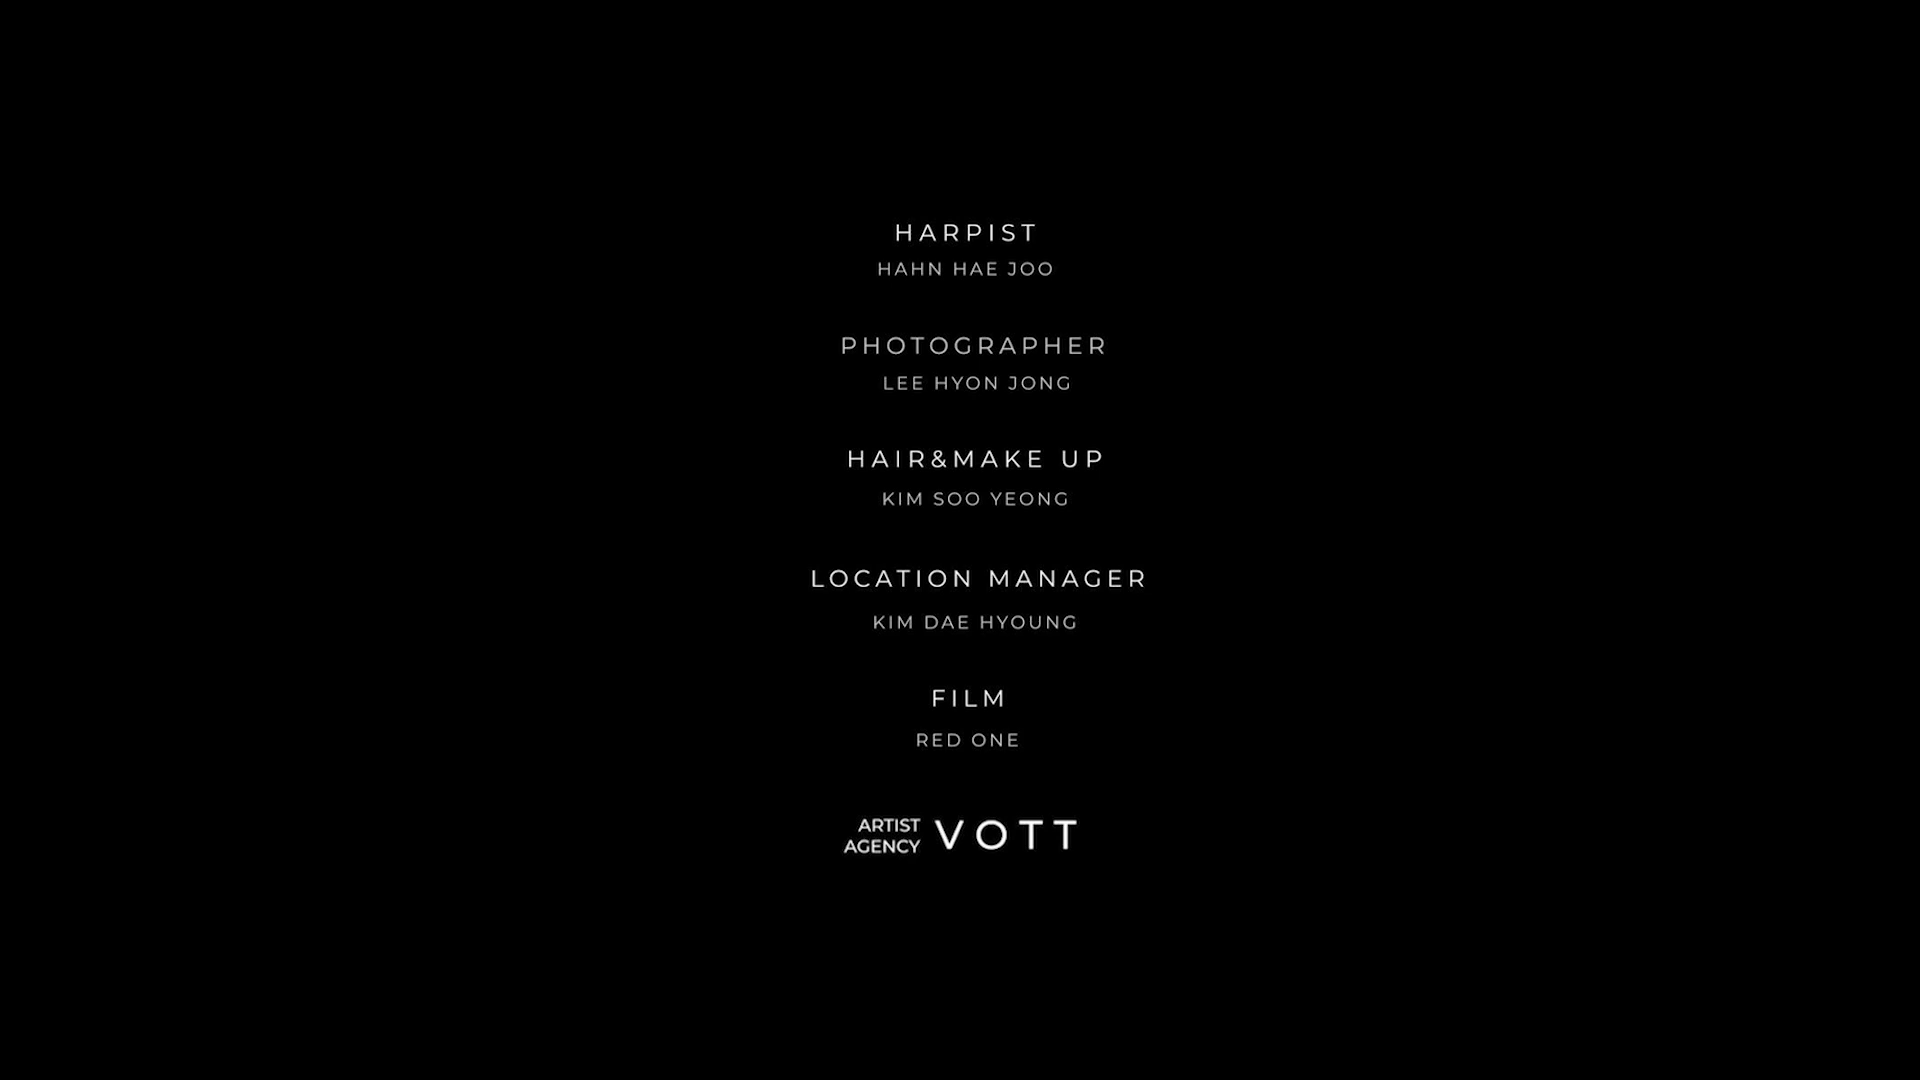 HARPIST
HAHN HAE JOO
PHOTOGRAPHER
LEE HYON JONG
HAIR&MAKE UP
KIM SOO YEONG
LOCATION MANAGER
KIM DAE HYOUNG
FILM
RED ONE
ARTIST
AGENCY
VOTT